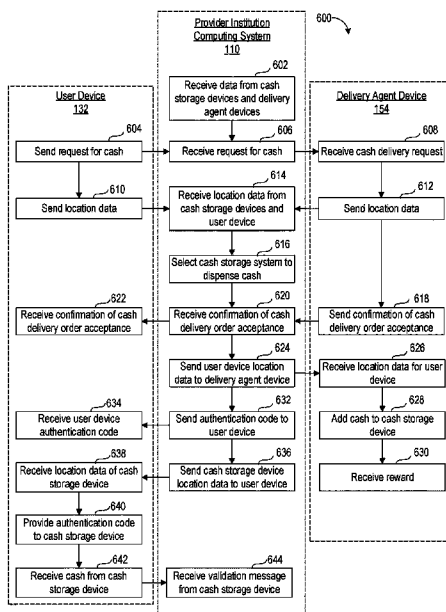 600
Provider Institution
Computing System
110
User Device
132
Delivery Agent Device
154
602
Receive data from cash
storage devices and delivery
agent devices
604
Send request for cash
606
Receive request for cash
608
Receive cash delivery request
610
Send location data
614
Receive location data from
cash storage devices and
user device
612
Send location data
616
Select cash storage system to
dispense cash
622
Receive confirmation of cash
delivery order acceptance
620
Receive confirmation of cash
delivery order acceptance
618
Send confirmation of cash
delivery order acceptance
624
Send user device location
data to delivery agent device
626
Receive location data for user
device
634
Receive user device
authentication code
632
Send authentication code to
user device
628
Add cash to cash storage
device
638
Receive location data of cash
storage device
636
Send cash storage device
location data to user device
630
Receive reward
640
Provide authentication code
to cash storage device
642
Receive cash from cash
storage device
644
Receive validation message
from cash storage device